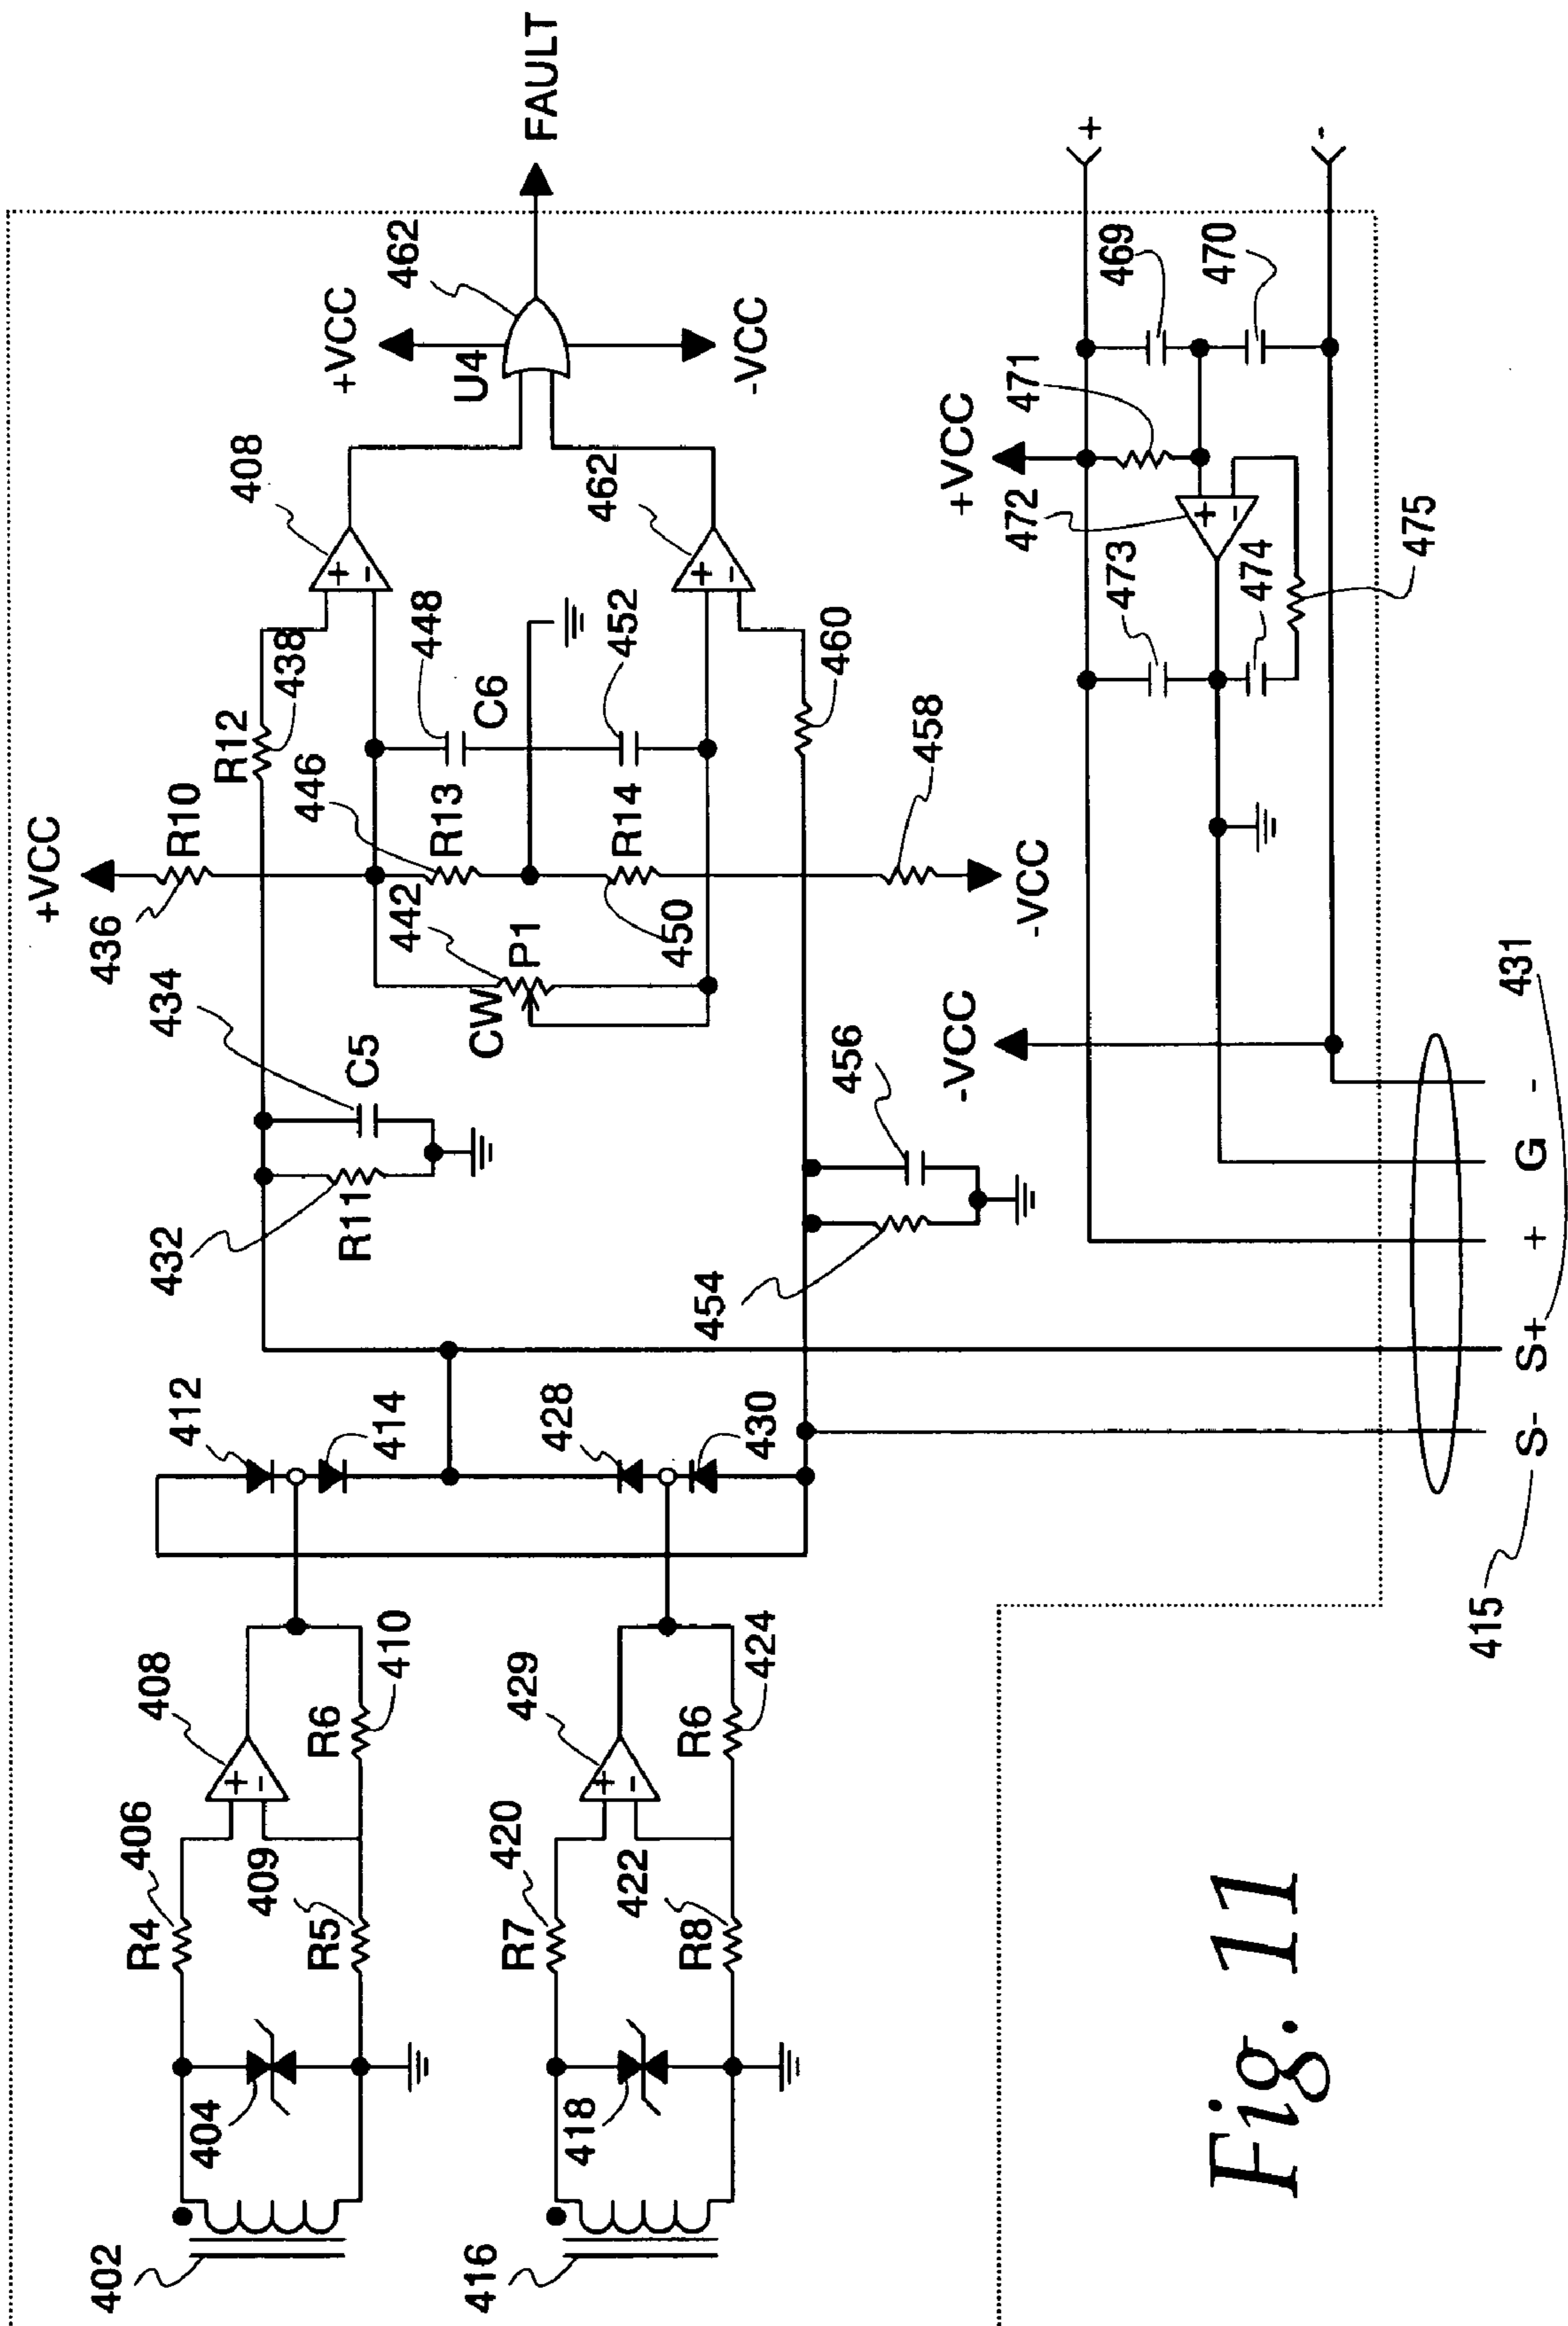 +VCC
436
R10
R12
438
408
+
-
+VCC
462
U4
FAULT
-VCC
434
C5
432
R11
CW
P1
442
446
R13
448
C6
450
R14
452
462
+
-
460
458
-VCC
454
456
412
414
428
430
402
404
R4
406
409
R5
408
+
-
R6
410
416
418
R7
420
422
R8
429
+
-
R6
424
-VCC
+VCC
473
472
471
469
470
474
475
+
-
+
-
415
S-
S+
+
G
-
431
Fig. 11